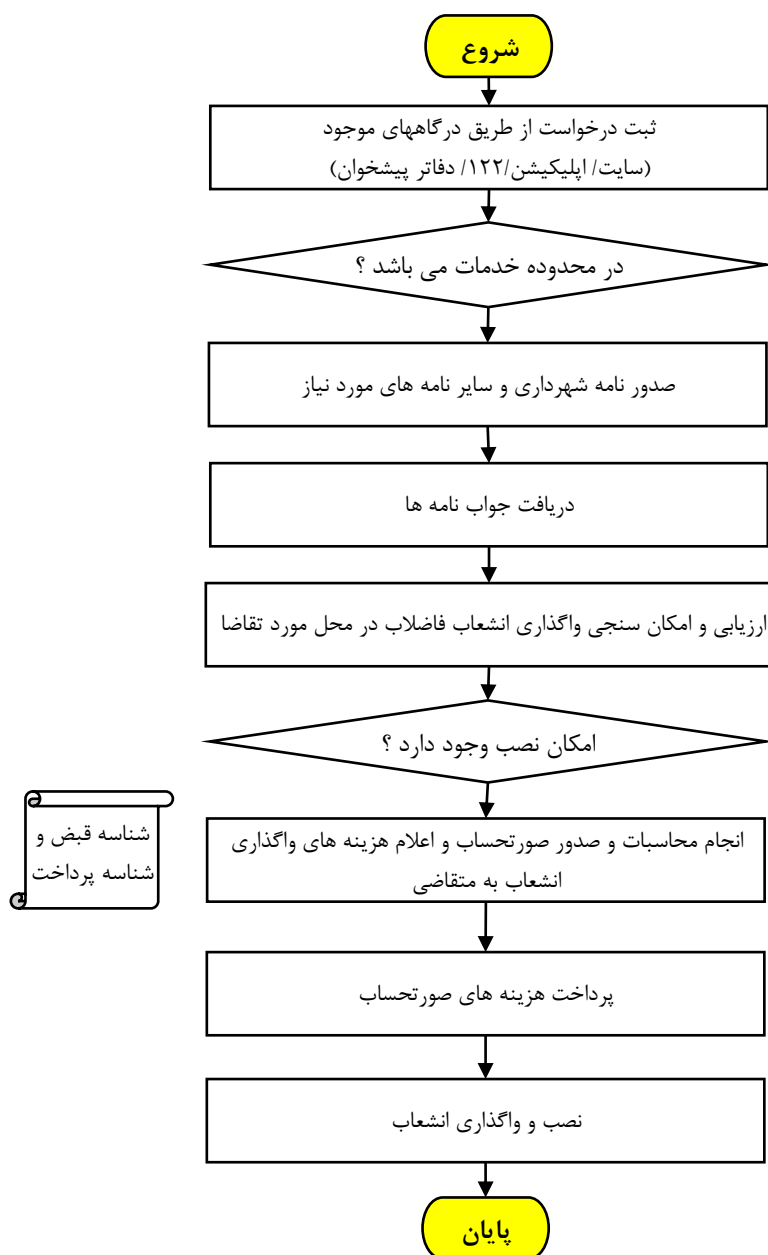 شروع
ثبت درخواست از طریق درگاههای موجود
(سایت/ اپلیکیشن/۱۲۲/ دفاتر پیشخوان)
در محدوده خدمات می باشد ؟
صدور نامه شهرداری و سایر نامه های مورد نیاز
دریافت جواب نامه ها
ارزیابی و امکان سنجی واگذاری انشعاب فاضلاب در محل مورد تقاضا
امکان نصب وجود دارد ؟
انجام محاسبات و صدور صورتحساب و اعلام هزینه های واگذاری
انشعاب به متقاضی
شناسه قبض و
شناسه پرداخت
پرداخت هزینه های صورتحساب
نصب و واگذاری انشعاب
پایان